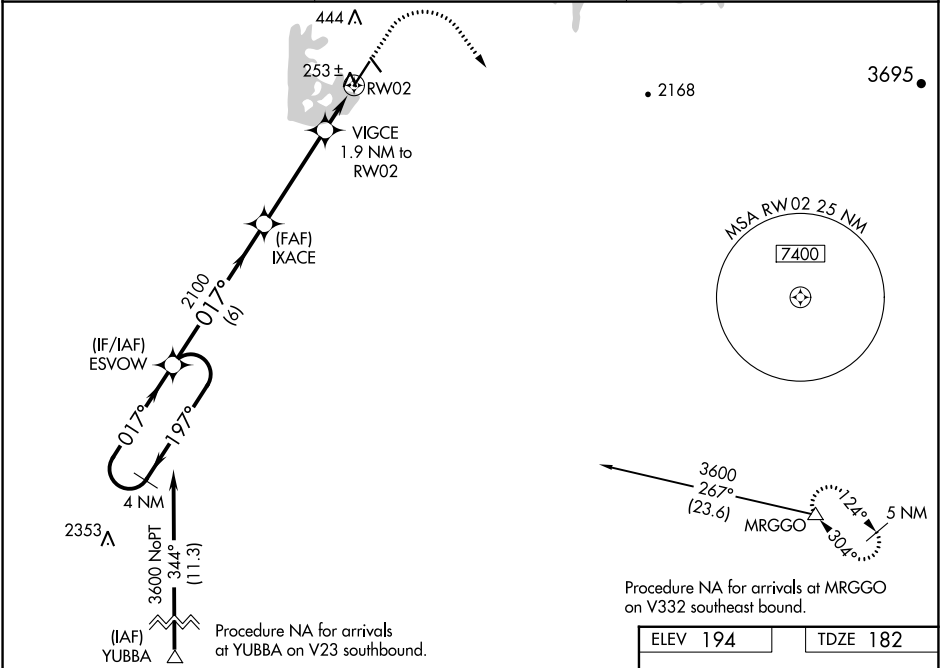 444
253 ±
RW02
2168
3695
VIGCE
1.9 NM to
RW02
MSA RW 02 25 NM
7400
(FAF)
IXACE
2100
017°
(6)
(IF/IAF)
ESVOW
017°
197°
4 NM
2353
3600 NoPT
344°
(11.3)
(IAF)
YUBBA
Procedure NA for arrivals
at YUBBA on V23 southbound.
3600
267°
(23.6)
MRGGO
124°
304°
5 NM
Procedure NA for arrivals at MRGGO
on V332 southeast bound.
ELEV 194
TDZE 182